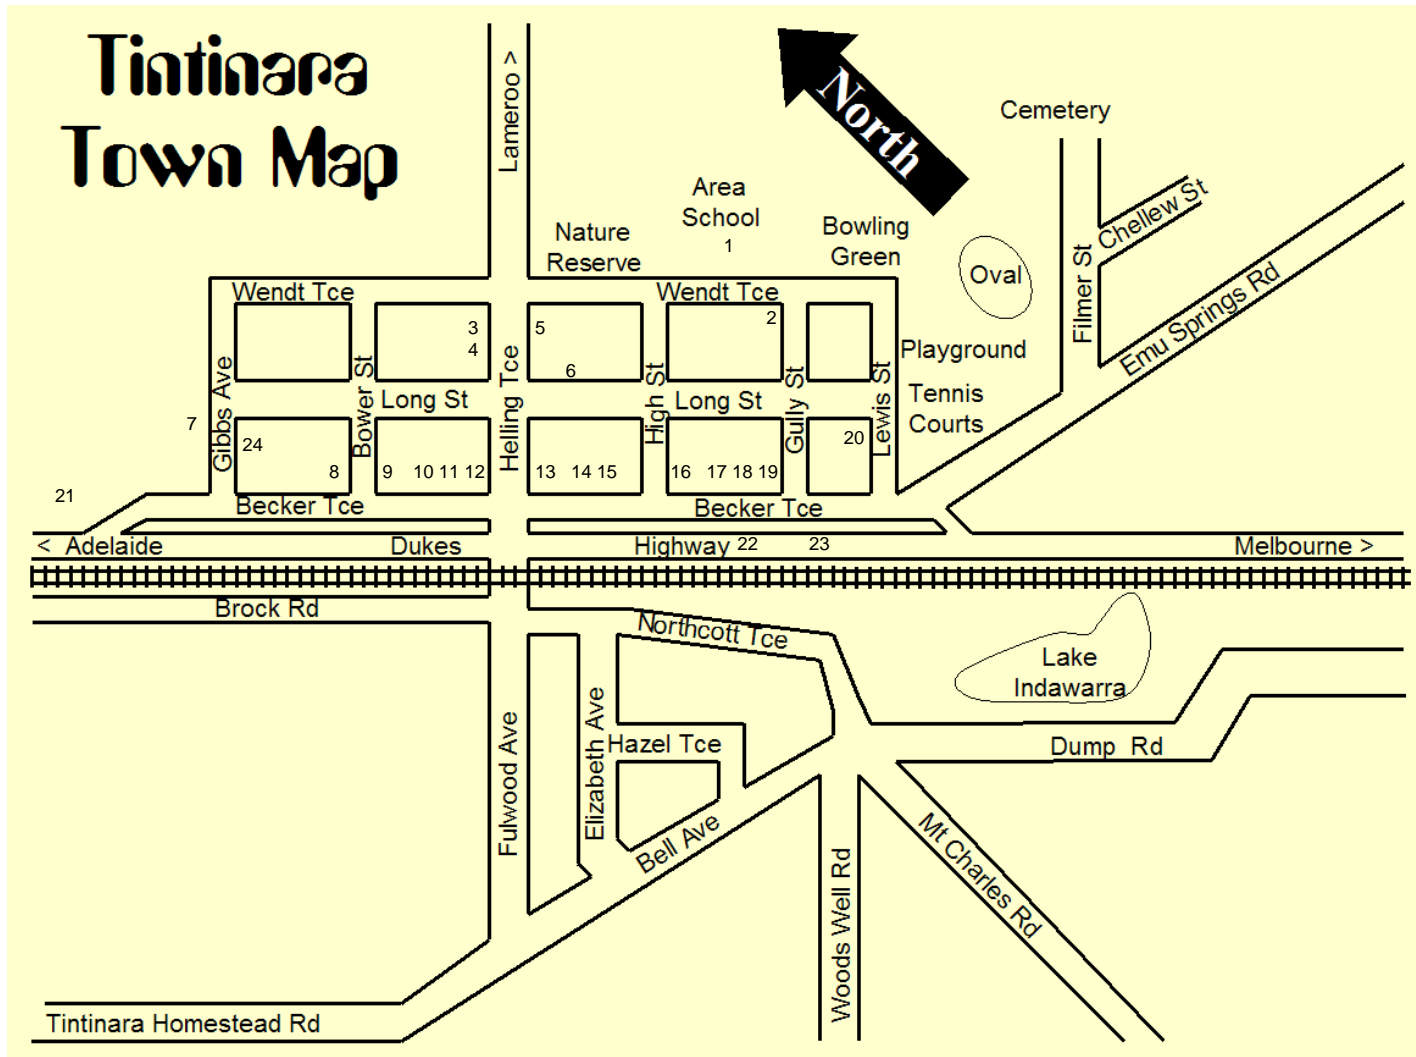 Tintinara
Town Map
Lameroo >
North
Cemetery
Area
School
1
Chellew St
Nature
Reserve
Bowling
Green
Oval
Filmer St
Emu Springs Rd
Wendt Tce
Wendt Tce
3
4
5
6
2
Playground
Tennis
Courts
Gibbs Ave
Bower St
Long St
Helling Tce
High St
Long St
Gully St
Lewis St
7
24
8
9
10
11
12
13
14
15
16
17
18
19
20
21
Becker Tce
Becker Tce
< Adelaide
Dukes
Highway
22
23
Melbourne >
Brock Rd
Northcott Tce
Lake
Indawarra
Fulwood Ave
Elizabeth Ave
Hazel Tce
Dump Rd
Bell Ave
Woods Well Rd
Mt Charles Rd
Tintinara Homestead Rd